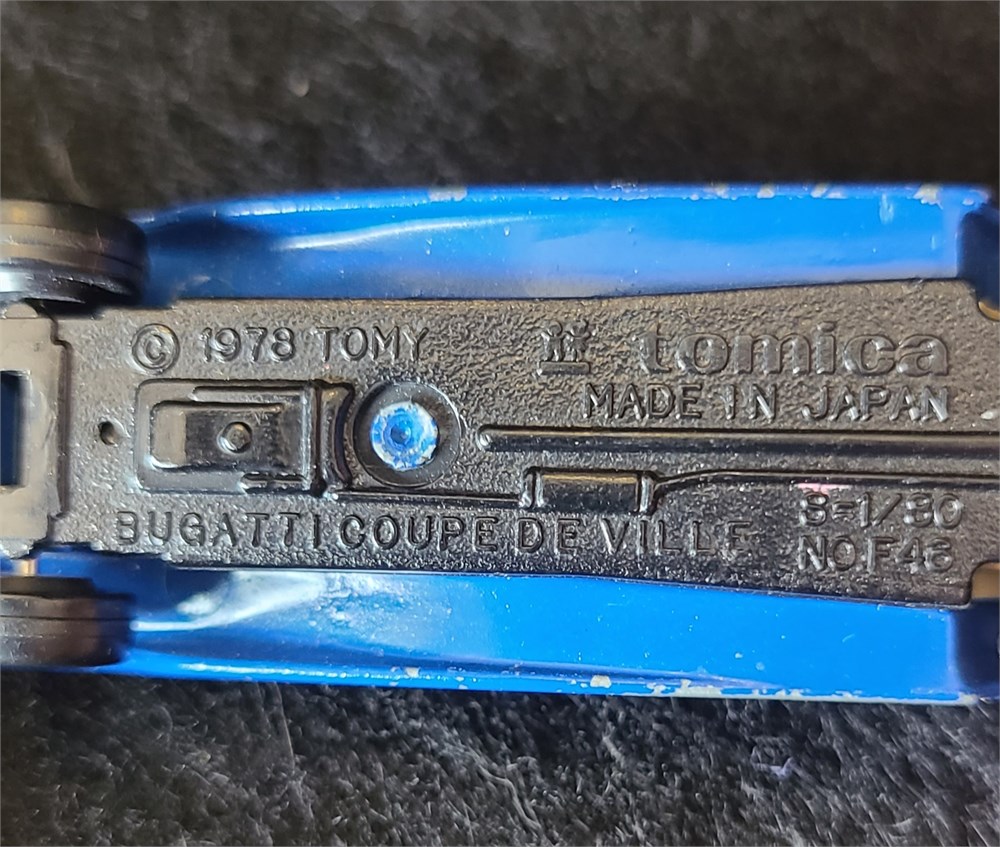 © 1978 TOMY
tomica
MADE IN JAPAN
BUGATTI COUPE DE VILLE
S=1/80
NO.F46